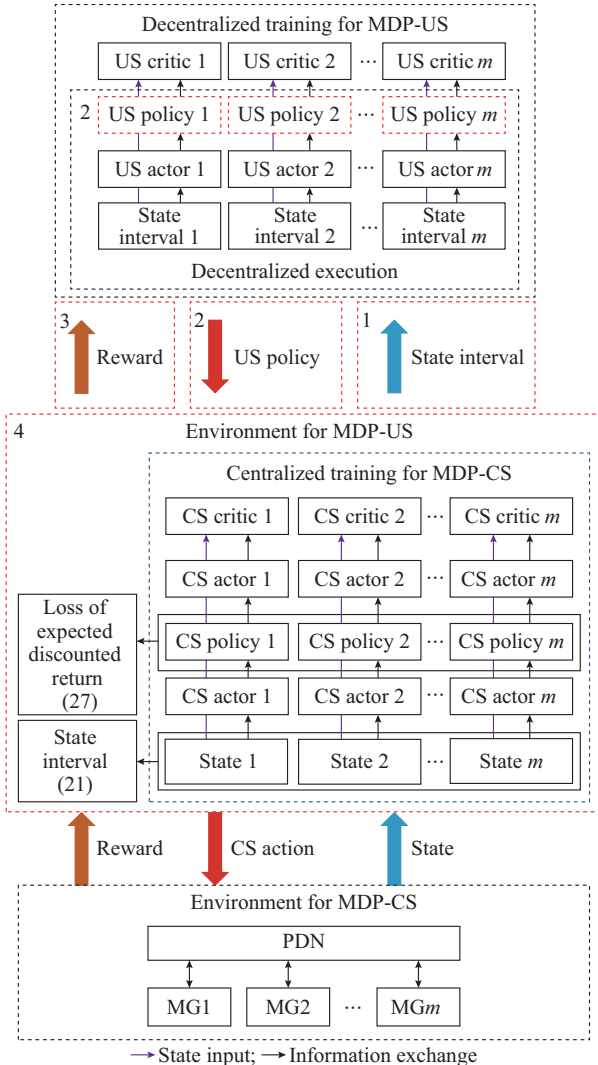 Decentralized training for MDP-US
US critic 1 US critic 2 ... US critic m
2 US policy 1 US policy 2 ... US policy m
US actor 1 US actor 2 ... US actor m
State interval 1 State interval 2 ... State interval m
Decentralized execution
3 Reward 2 US policy 1 State interval
4 Environment for MDP-US
Centralized training for MDP-CS
CS critic 1 CS critic 2 ... CS critic m
CS actor 1 CS actor 2 ... CS actor m
Loss of
expected
discounted
return
(27)
CS policy 1 CS policy 2 ... CS policy m
CS actor 1 CS actor 2 ... CS actor m
State
interval
(21)
State 1 State 2 ... State m
Reward CS action State
Environment for MDP-CS
PDN
MG1 MG2 ... MGm
State input; Information exchange